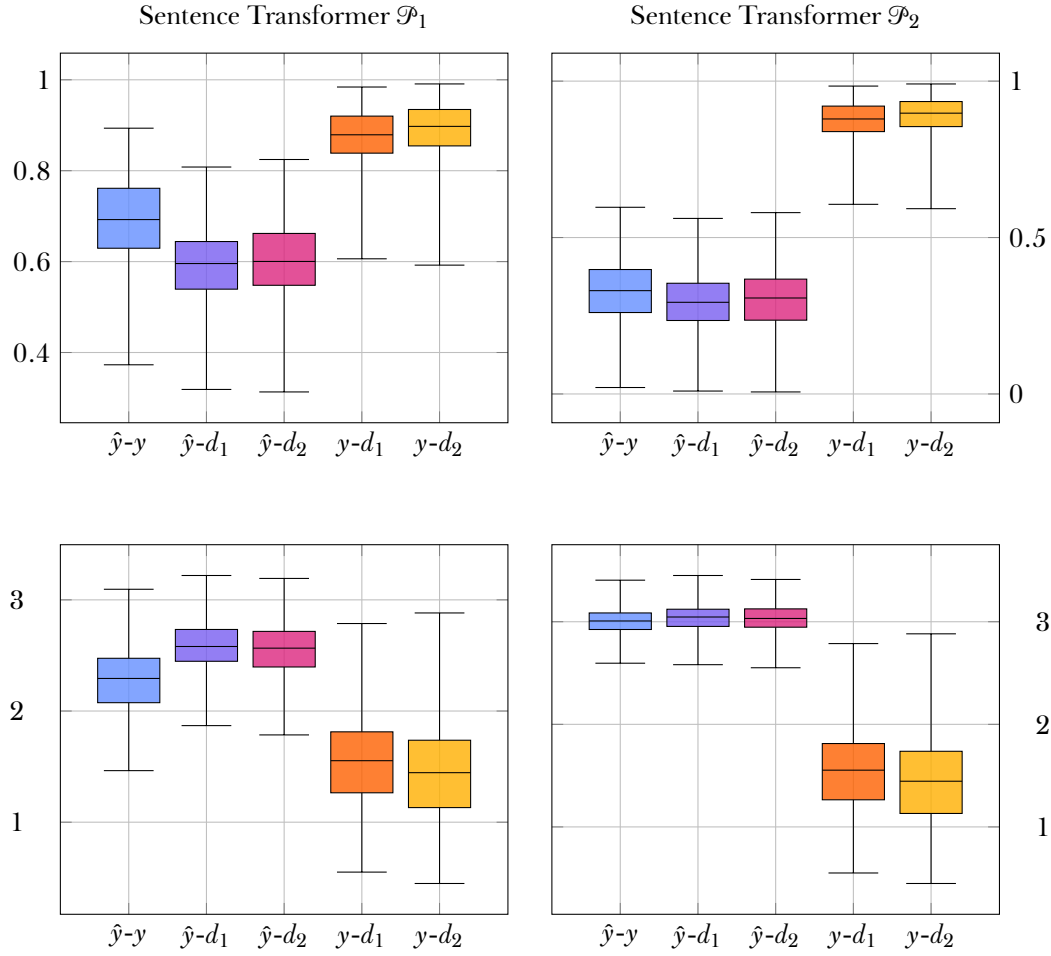 Sentence Transformer 𝒫₁
Sentence Transformer 𝒫₂
1
0.8
0.6
0.4
ŷ-y ŷ-d₁ ŷ-d₂ y-d₁ y-d₂
1
0.5
0
ŷ-y ŷ-d₁ ŷ-d₂ y-d₁ y-d₂
3
2
1
ŷ-y ŷ-d₁ ŷ-d₂ y-d₁ y-d₂
3
2
1
ŷ-y ŷ-d₁ ŷ-d₂ y-d₁ y-d₂